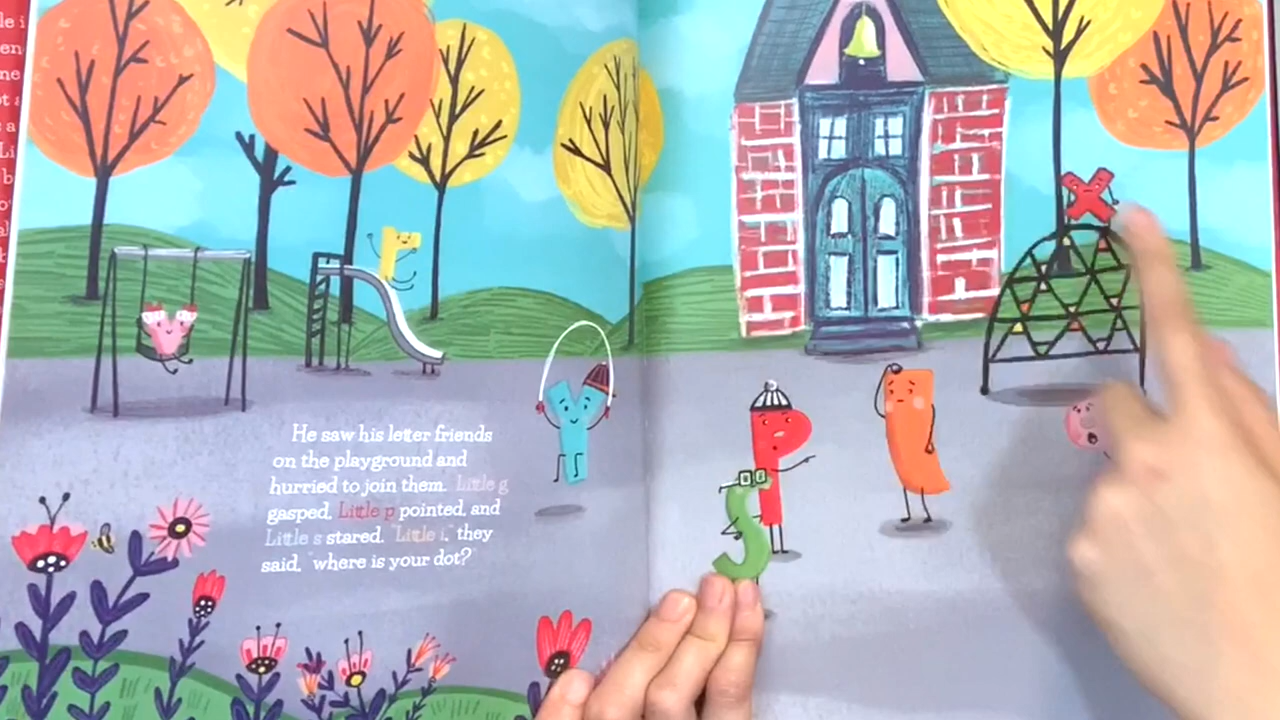 He saw his letter friends
on the playground and
hurried to join them. Little g
gasped, Little p pointed, and
Little s stared. "Little i," they
said, "where is your dot?"